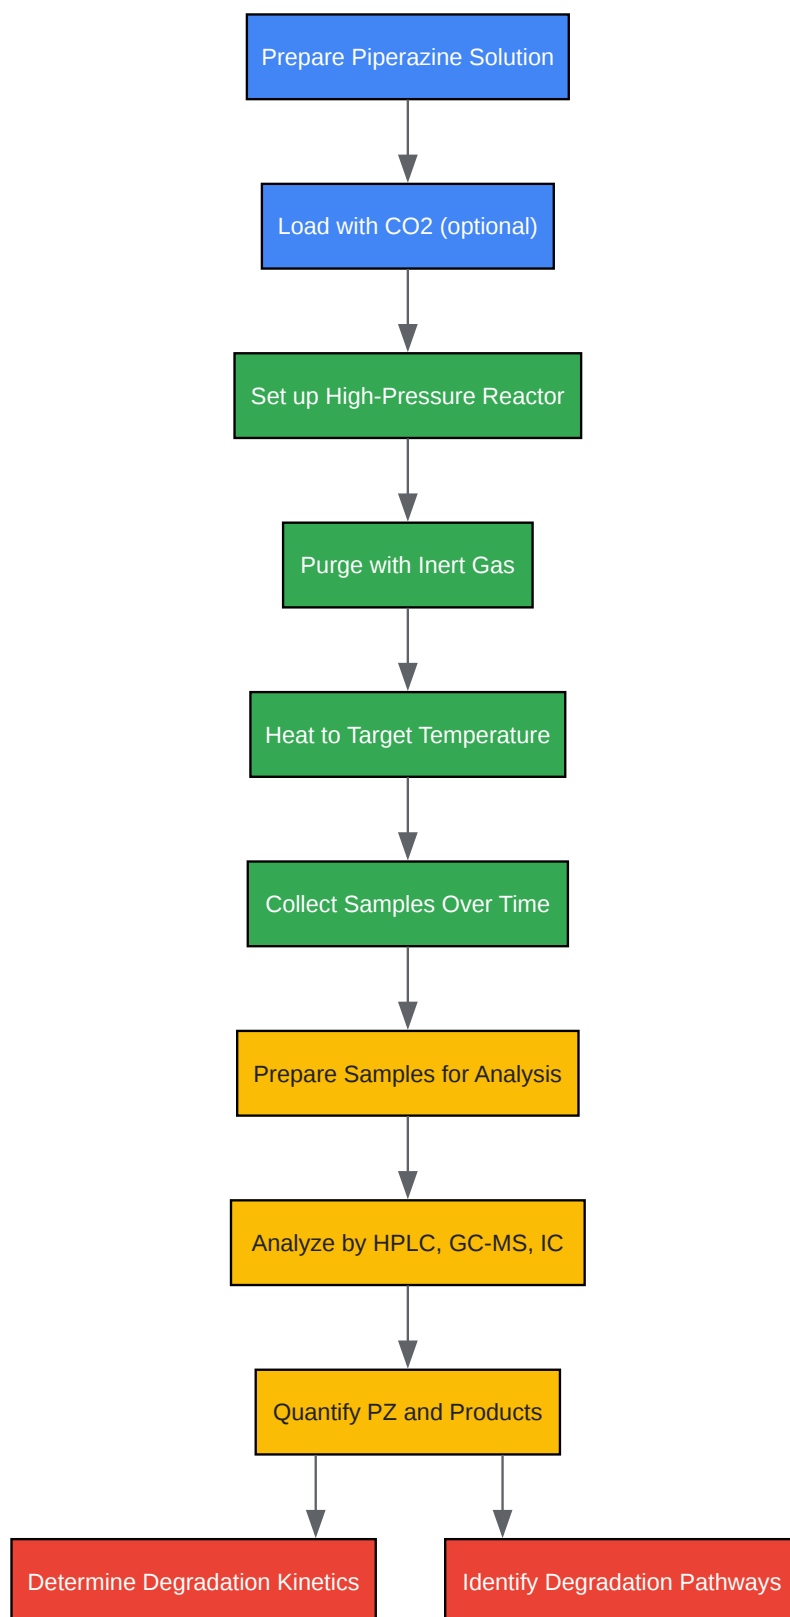 Prepare Piperazine Solution
Load with CO2 (optional)
Set up High-Pressure Reactor
Purge with Inert Gas
Heat to Target Temperature
Collect Samples Over Time
Prepare Samples for Analysis
Analyze by HPLC, GC-MS, IC
Quantify PZ and Products
Determine Degradation Kinetics
Identify Degradation Pathways